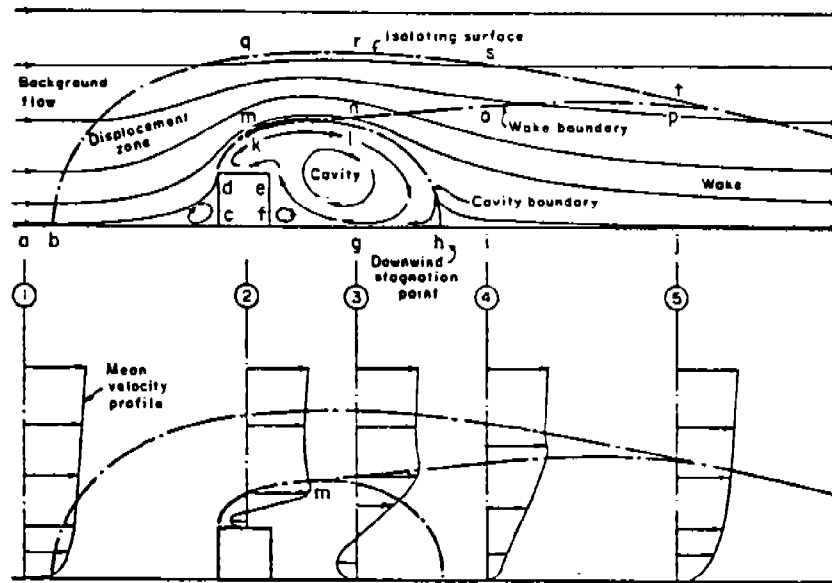 q r Isolating surface
s
Background
flow
t
m n
Displacement
zone
o p
Wake boundary
k l
Cavity
Wake
d e
Cavity boundary
c f
a b g h i j
Downwind
stagnation
point
1 2 3 4 5
Mean
velocity
profile
m